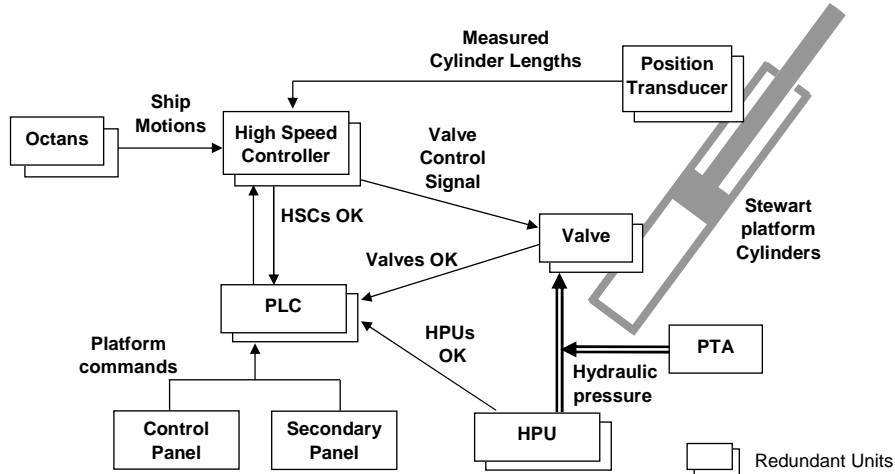 Measured
Cylinder Lengths
Position
Transducer
Ship
Motions
Octans
High Speed
Controller
Valve
Control
Signal
HSCs OK
Stewart
platform
Cylinders
Valve
Valves OK
PLC
HPUs
OK
PTA
Platform
commands
Hydraulic
pressure
Control
Panel
Secondary
Panel
HPU
Redundant Units